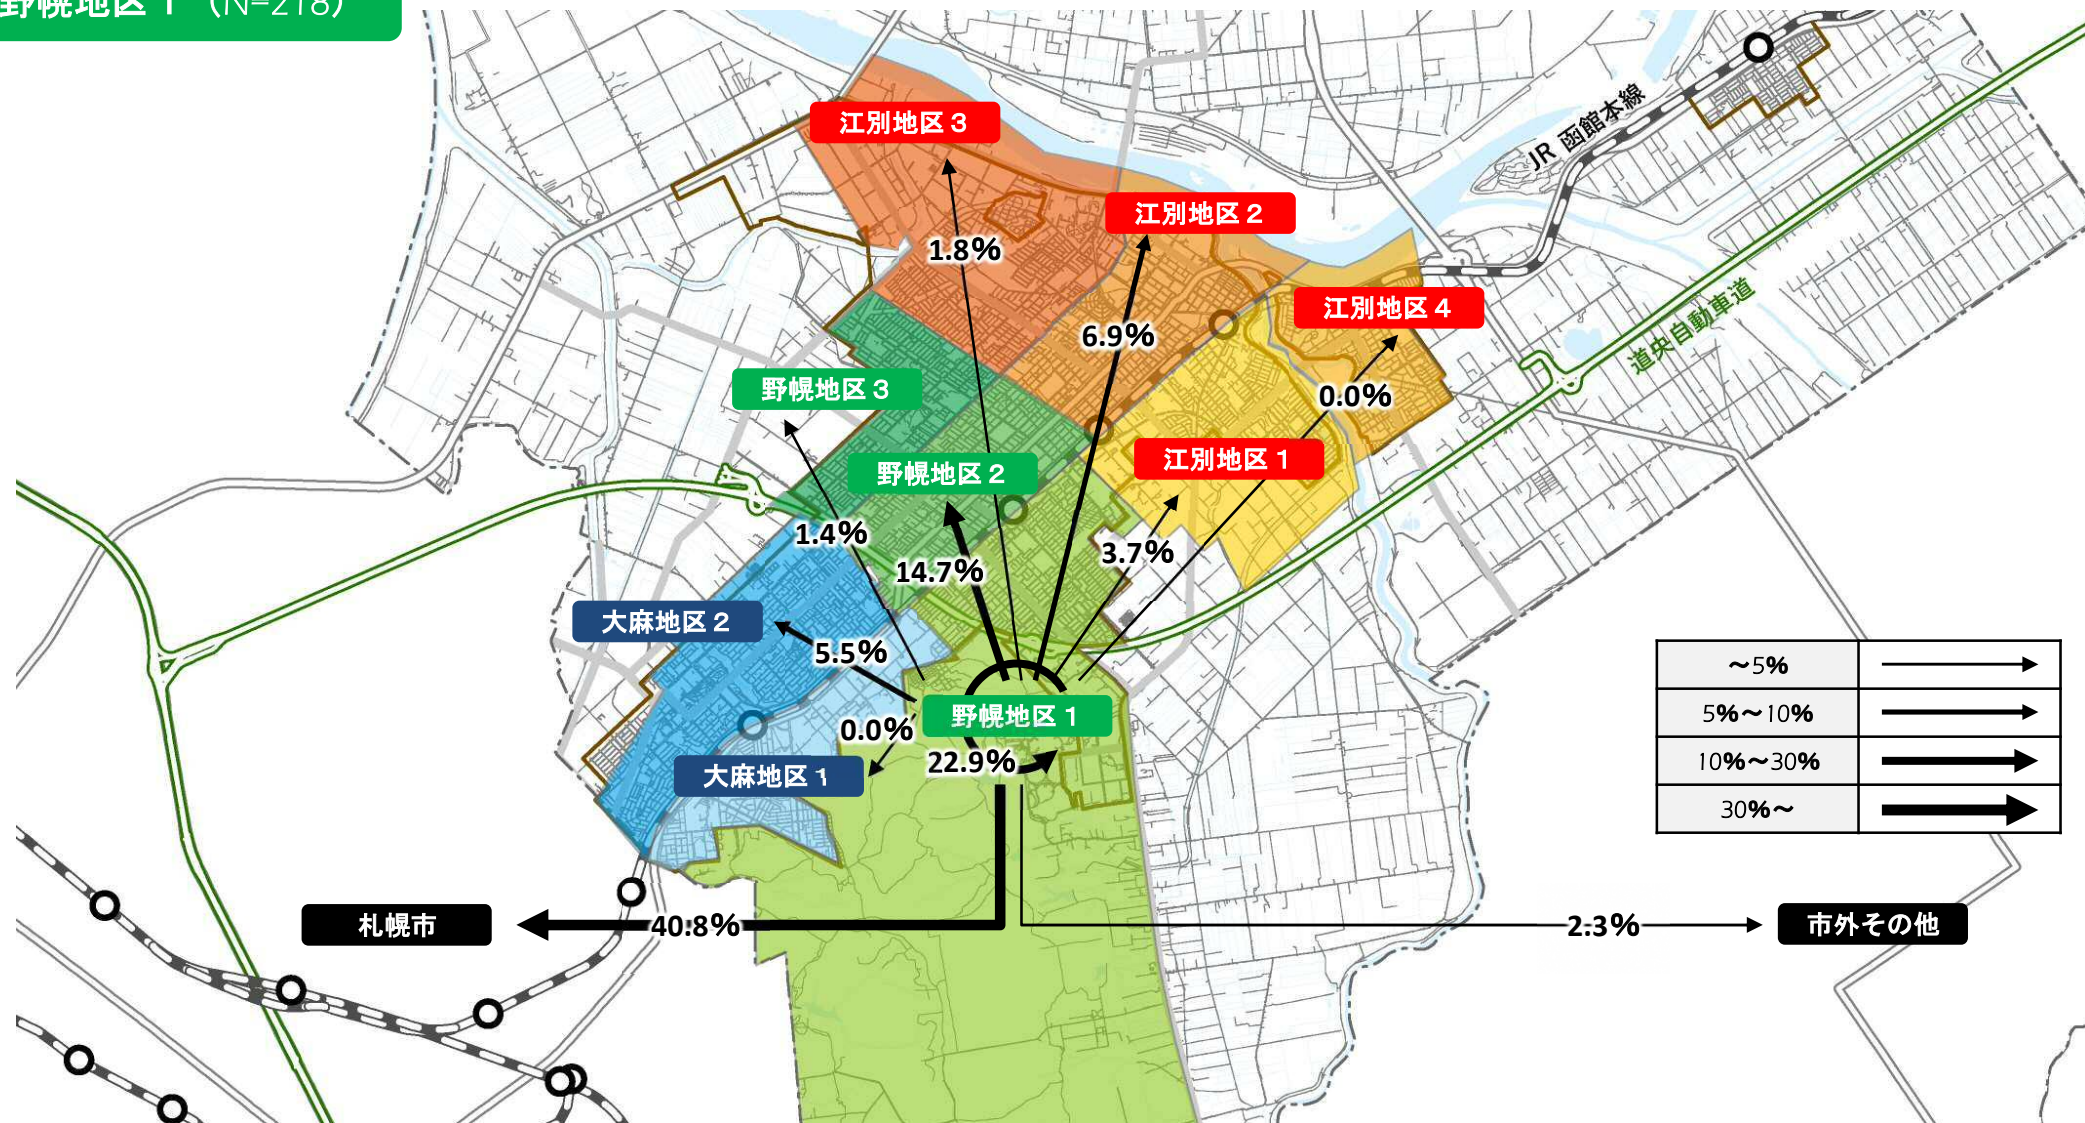 野幌地区１（N=218）
江別地区３
JR 函館本線
江別地区２
1.8%
江別地区４
6.9%
道央自動車道
野幌地区３
0.0%
江別地区１
野幌地区２
1.4%
3.7%
14.7%
大麻地区２
5.5%
～5%
5%～10%
10%～30%
30%～
野幌地区１
0.0%
22.9%
大麻地区１
札幌市
40.8%
2.3%
市外その他